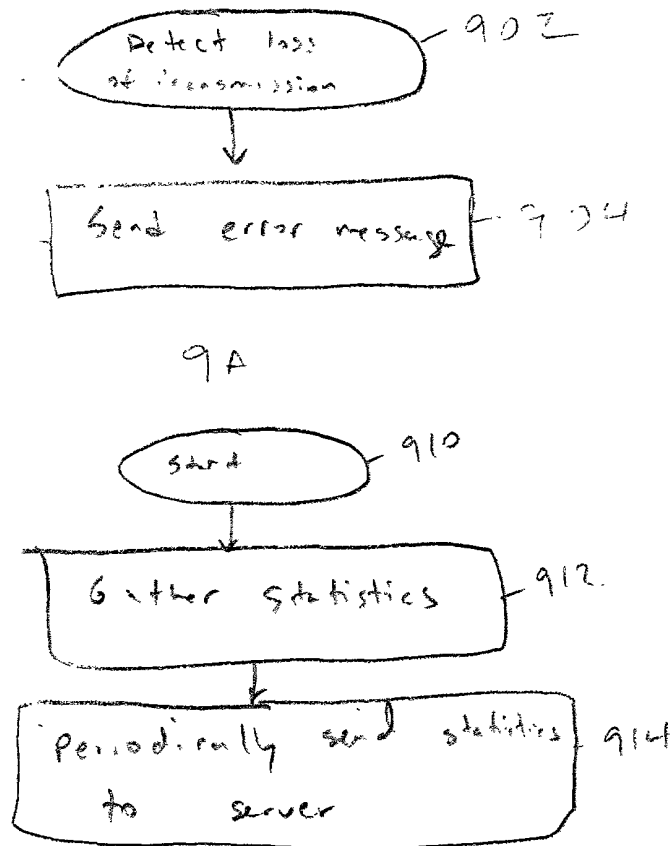 Detect loss
of transmission
902
Send error message
904
9A
Start
910
Gather statistics
912.
Periodically send statistics
to server
914